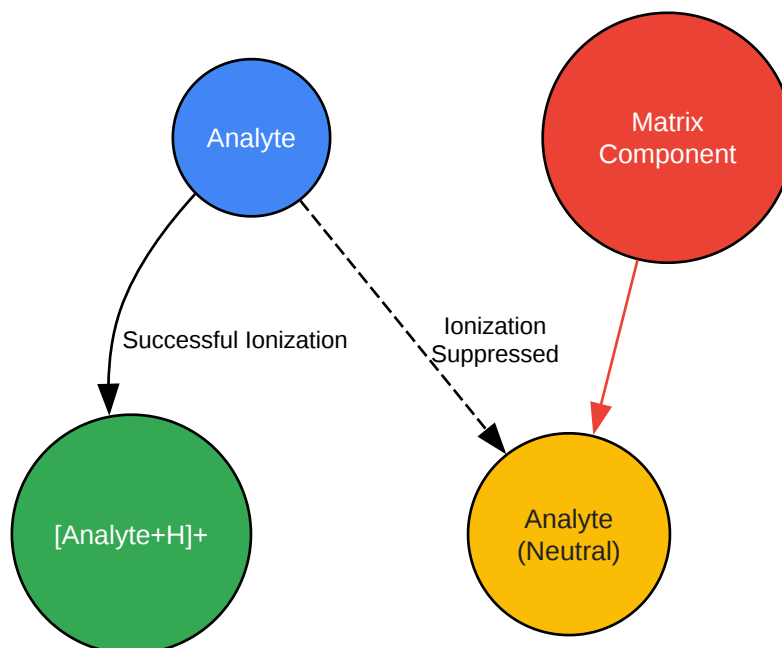 Analyte
Matrix
Component
Successful Ionization
Ionization
Suppressed
[Analyte+H]+
Analyte
(Neutral)